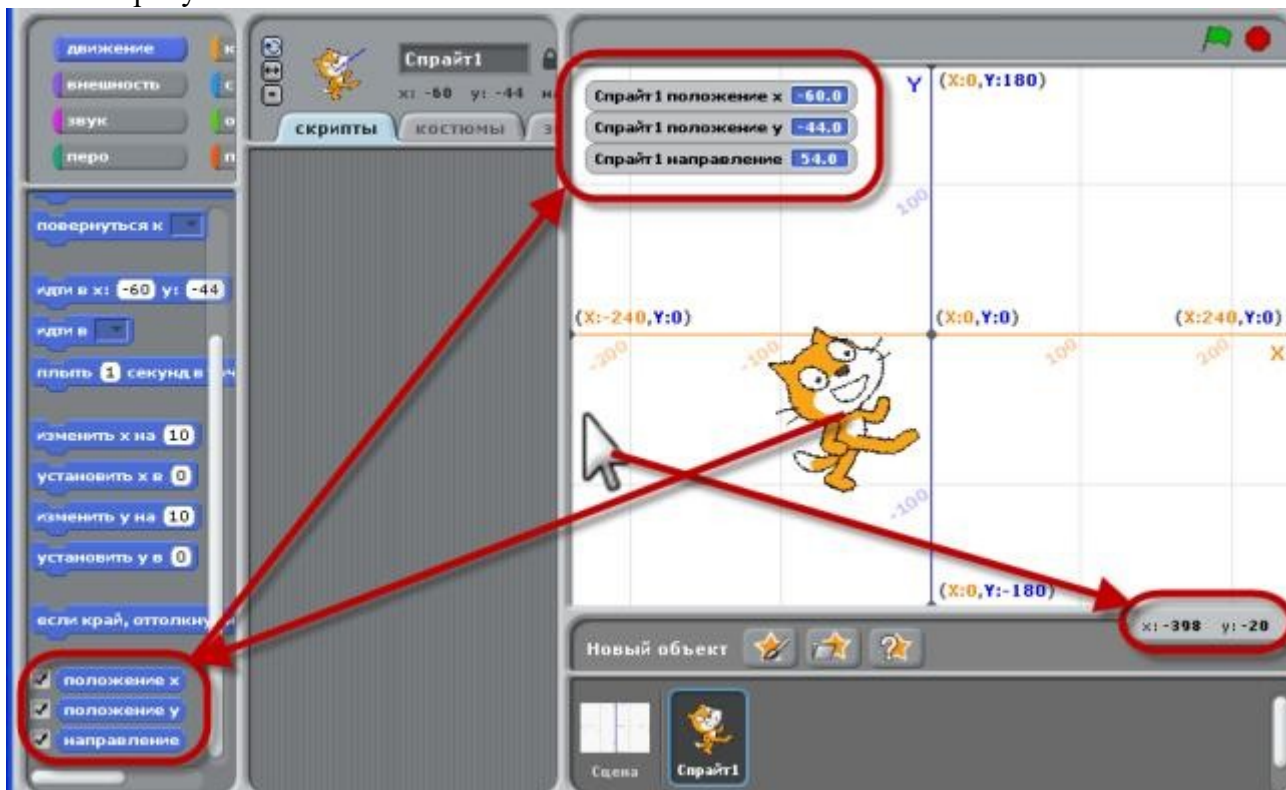 движение
внешность
звук
перо
повернуться к
идти в x: -60 y: -44
идти в
плыть 1 секунд в
изменить x на 10
установить x в 0
изменить y на 10
установить y в 0
если край,
положение x
положение y
направление
Спрайт1
x: -60 y: -44
скрипты
костюмы
Спрайт1 положение x -60.0
Спрайт1 положение y -44.0
Спрайт1 направление 54.0
Y
(X:0,Y:180)
100
(X:-240,Y:0)
(X:0,Y:0)
(X:240,Y:0)
-200
-100
100
200
X
-100
(X:0,Y:-180)
x: -398 y: -20
Новый объект
Сцена
Спрайт1